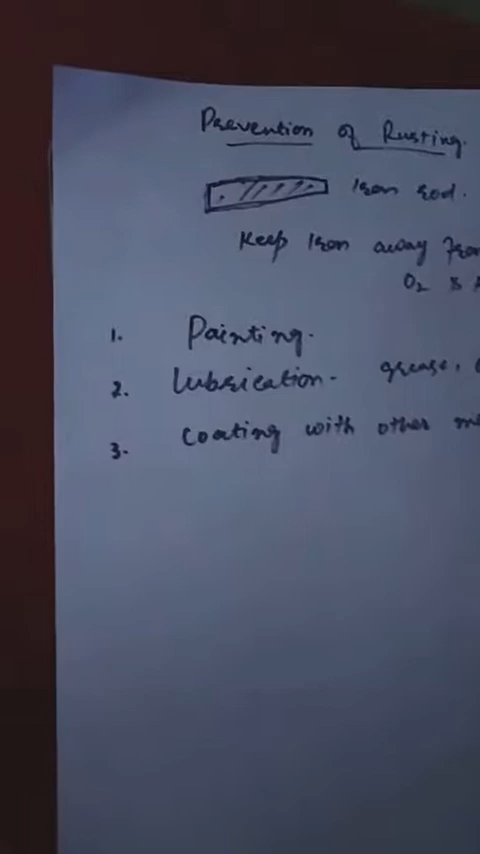 Prevention of Rusting.
Iron rod.
Keep Iron away from
O₂ &
1. Painting.
2. Lubrication. grease,
3. Coating with other